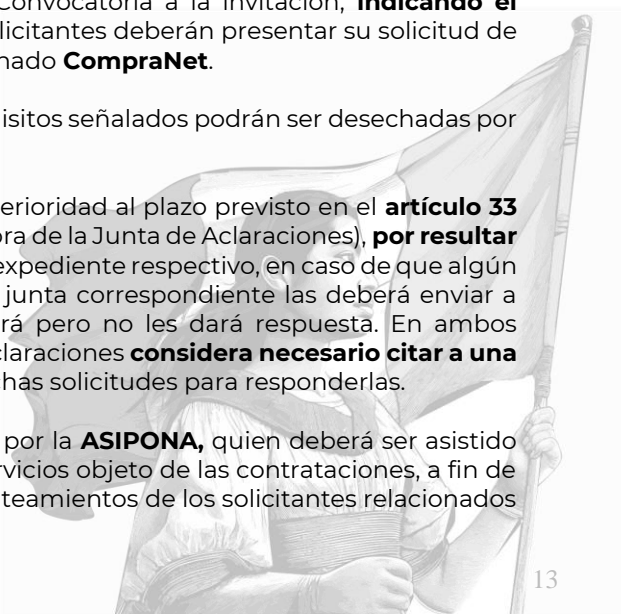 Convocatoria a la invitación, indicando el
licitantes deberán presentar su solicitud de
nado CompraNet.
isitos señalados podrán ser desechadas por
erioridad al plazo previsto en el artículo 33
ora de la Junta de Aclaraciones), por resultar
expediente respectivo, en caso de que algún
junta correspondiente las deberá enviar a
rá pero no les dará respuesta. En ambos
claraciones considera necesario citar a una
chas solicitudes para responderlas.
por la ASIPONA, quien deberá ser asistido
rvicios objeto de las contrataciones, a fin de
teamientos de los solicitantes relacionados
13